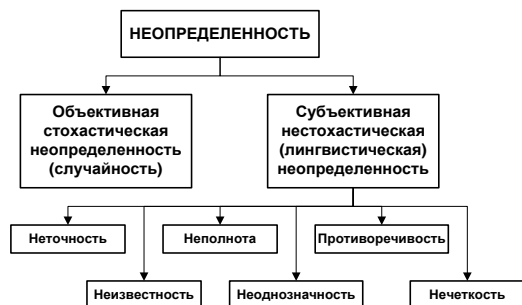 НЕОПРЕДЕЛЕННОСТЬ
Объективная
стохастическая
неопределенность
(случайность)
Субъективная
нестохастическая
(лингвистическая)
неопределенность
Неточность
Неполнота
Противоречивость
Неизвестность
Неоднозначность
Нечеткость